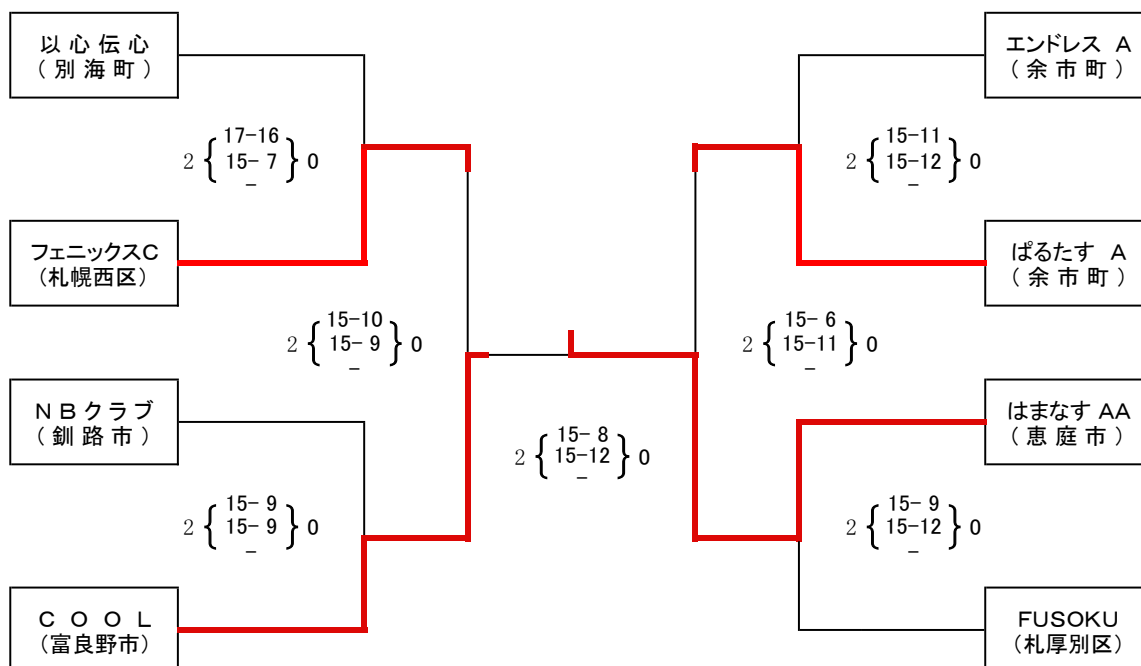 以心伝心
(別海町)
17-16
2 { 15- 7 } 0
-
フェニックスC
(札幌西区)
15-10
2 { 15- 9 } 0
-
NBクラブ
(釧路市)
15- 9
2 { 15- 9 } 0
-
COOL
(富良野市)
15- 8
2 { 15-12 } 0
-
エンドレス A
(余市町)
15-11
2 { 15-12 } 0
-
ぱるたす A
(余市町)
15- 6
2 { 15-11 } 0
-
はまなす AA
(恵庭市)
15- 9
2 { 15-12 } 0
-
FUSOKU
(札厚別区)